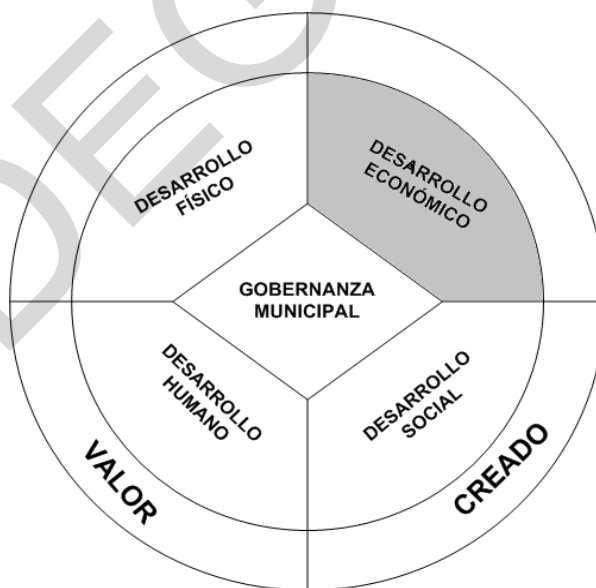 DESARROLLO
FÍSICO
DESARROLLO
ECONÓMICO
GOBERNANZA
MUNICIPAL
DESARROLLO
HUMANO
DESARROLLO
SOCIAL
VALOR
CREADO